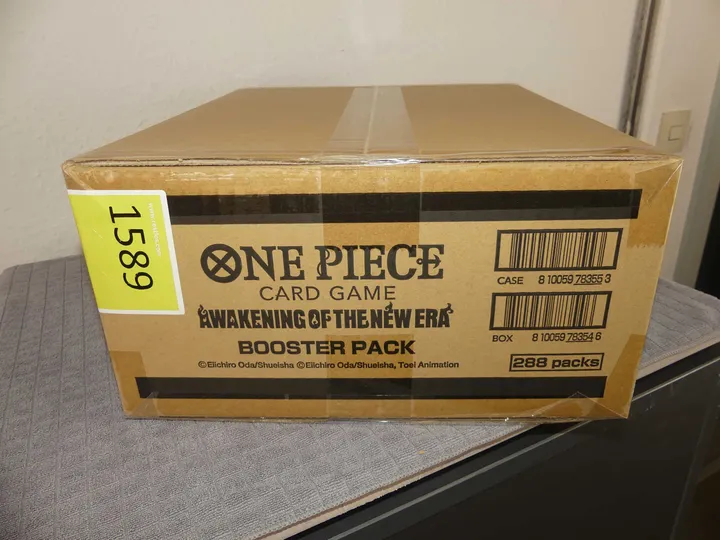 1589
ONE PIECE
CARD GAME
AWAKENING OF THE NEW ERA
BOOSTER PACK
©Eiichiro Oda/Shueisha ©Eiichiro Oda/Shueisha, Toei Animation
CASE 8 10059 78355 3
BOX 8 10059 78354 6
288 packs